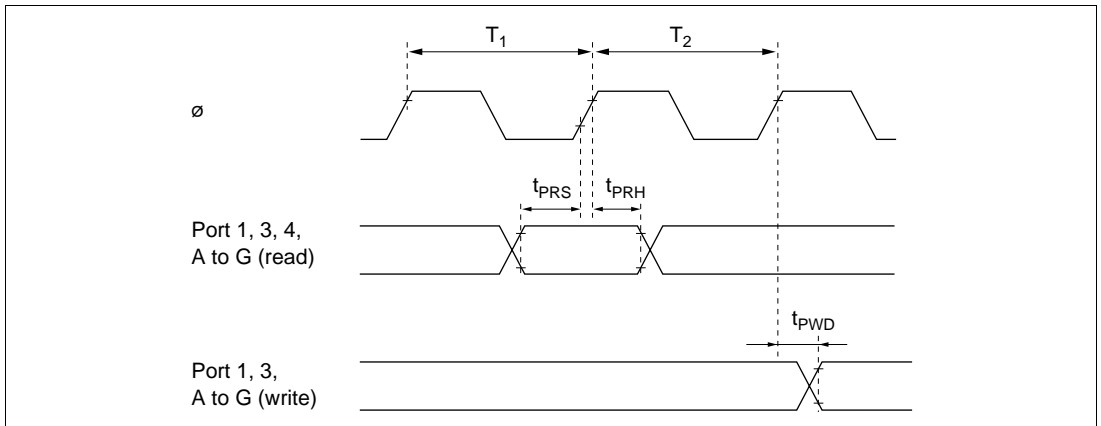 T1
T2
ø
tPRS
tPRH
Port 1, 3, 4,
A to G (read)
tPWD
Port 1, 3,
A to G (write)